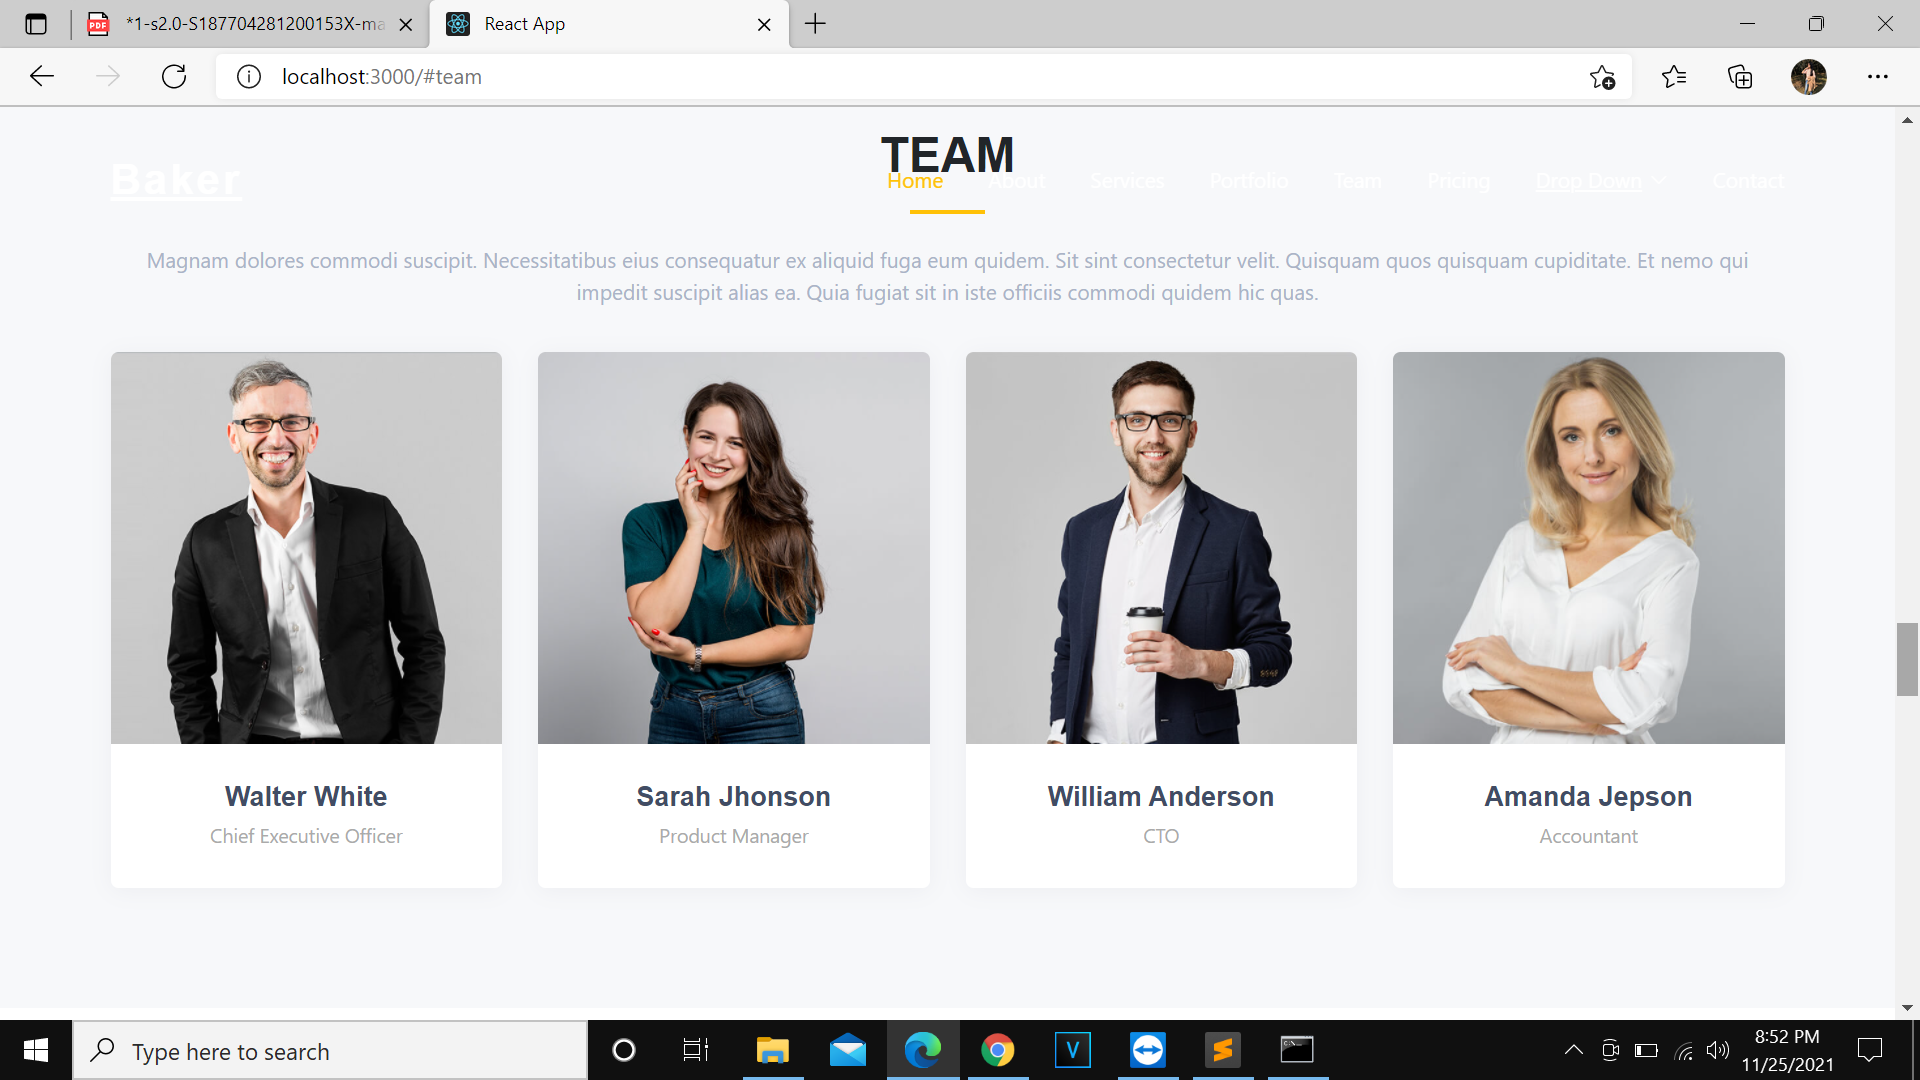 *1-s2.0-S187704281200153X-ma
React App
localhost:3000/#team
TEAM
Baker
Home
About
Services
Portfolio
Team
Pricing
Drop Down
Contact
Magnam dolores commodi suscipit. Necessitatibus eius consequatur ex aliquid fuga eum quidem. Sit sint consectetur velit. Quisquam quos quisquam cupiditate. Et nemo qui
impedit suscipit alias ea. Quia fugiat sit in iste officiis commodi quidem hic quas.
Walter White
Chief Executive Officer
Sarah Jhonson
Product Manager
William Anderson
CTO
Amanda Jepson
Accountant
Type here to search
8:52 PM
11/25/2021